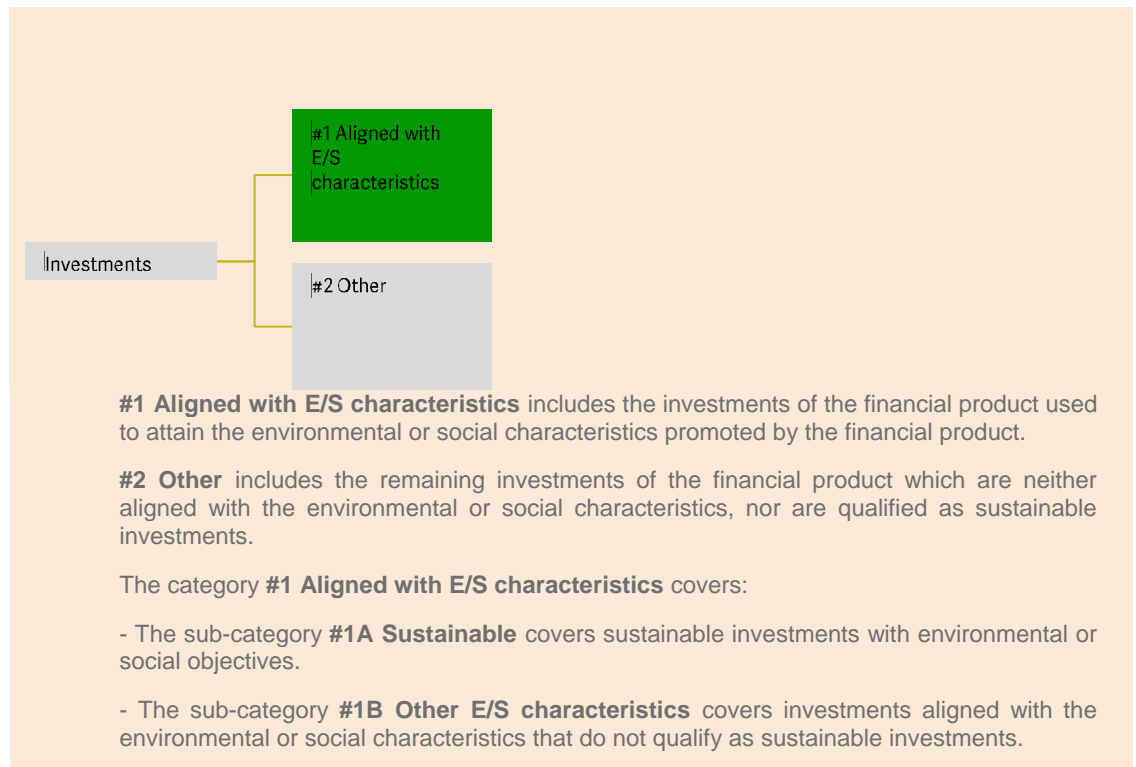 #1 Aligned with
E/S
characteristics
Investments
#2 Other
#1 Aligned with E/S characteristics includes the investments of the financial product used
to attain the environmental or social characteristics promoted by the financial product.
#2 Other includes the remaining investments of the financial product which are neither
aligned with the environmental or social characteristics, nor are qualified as sustainable
investments.
The category #1 Aligned with E/S characteristics covers:
- The sub-category #1A Sustainable covers sustainable investments with environmental or
social objectives.
- The sub-category #1B Other E/S characteristics covers investments aligned with the
environmental or social characteristics that do not qualify as sustainable investments.